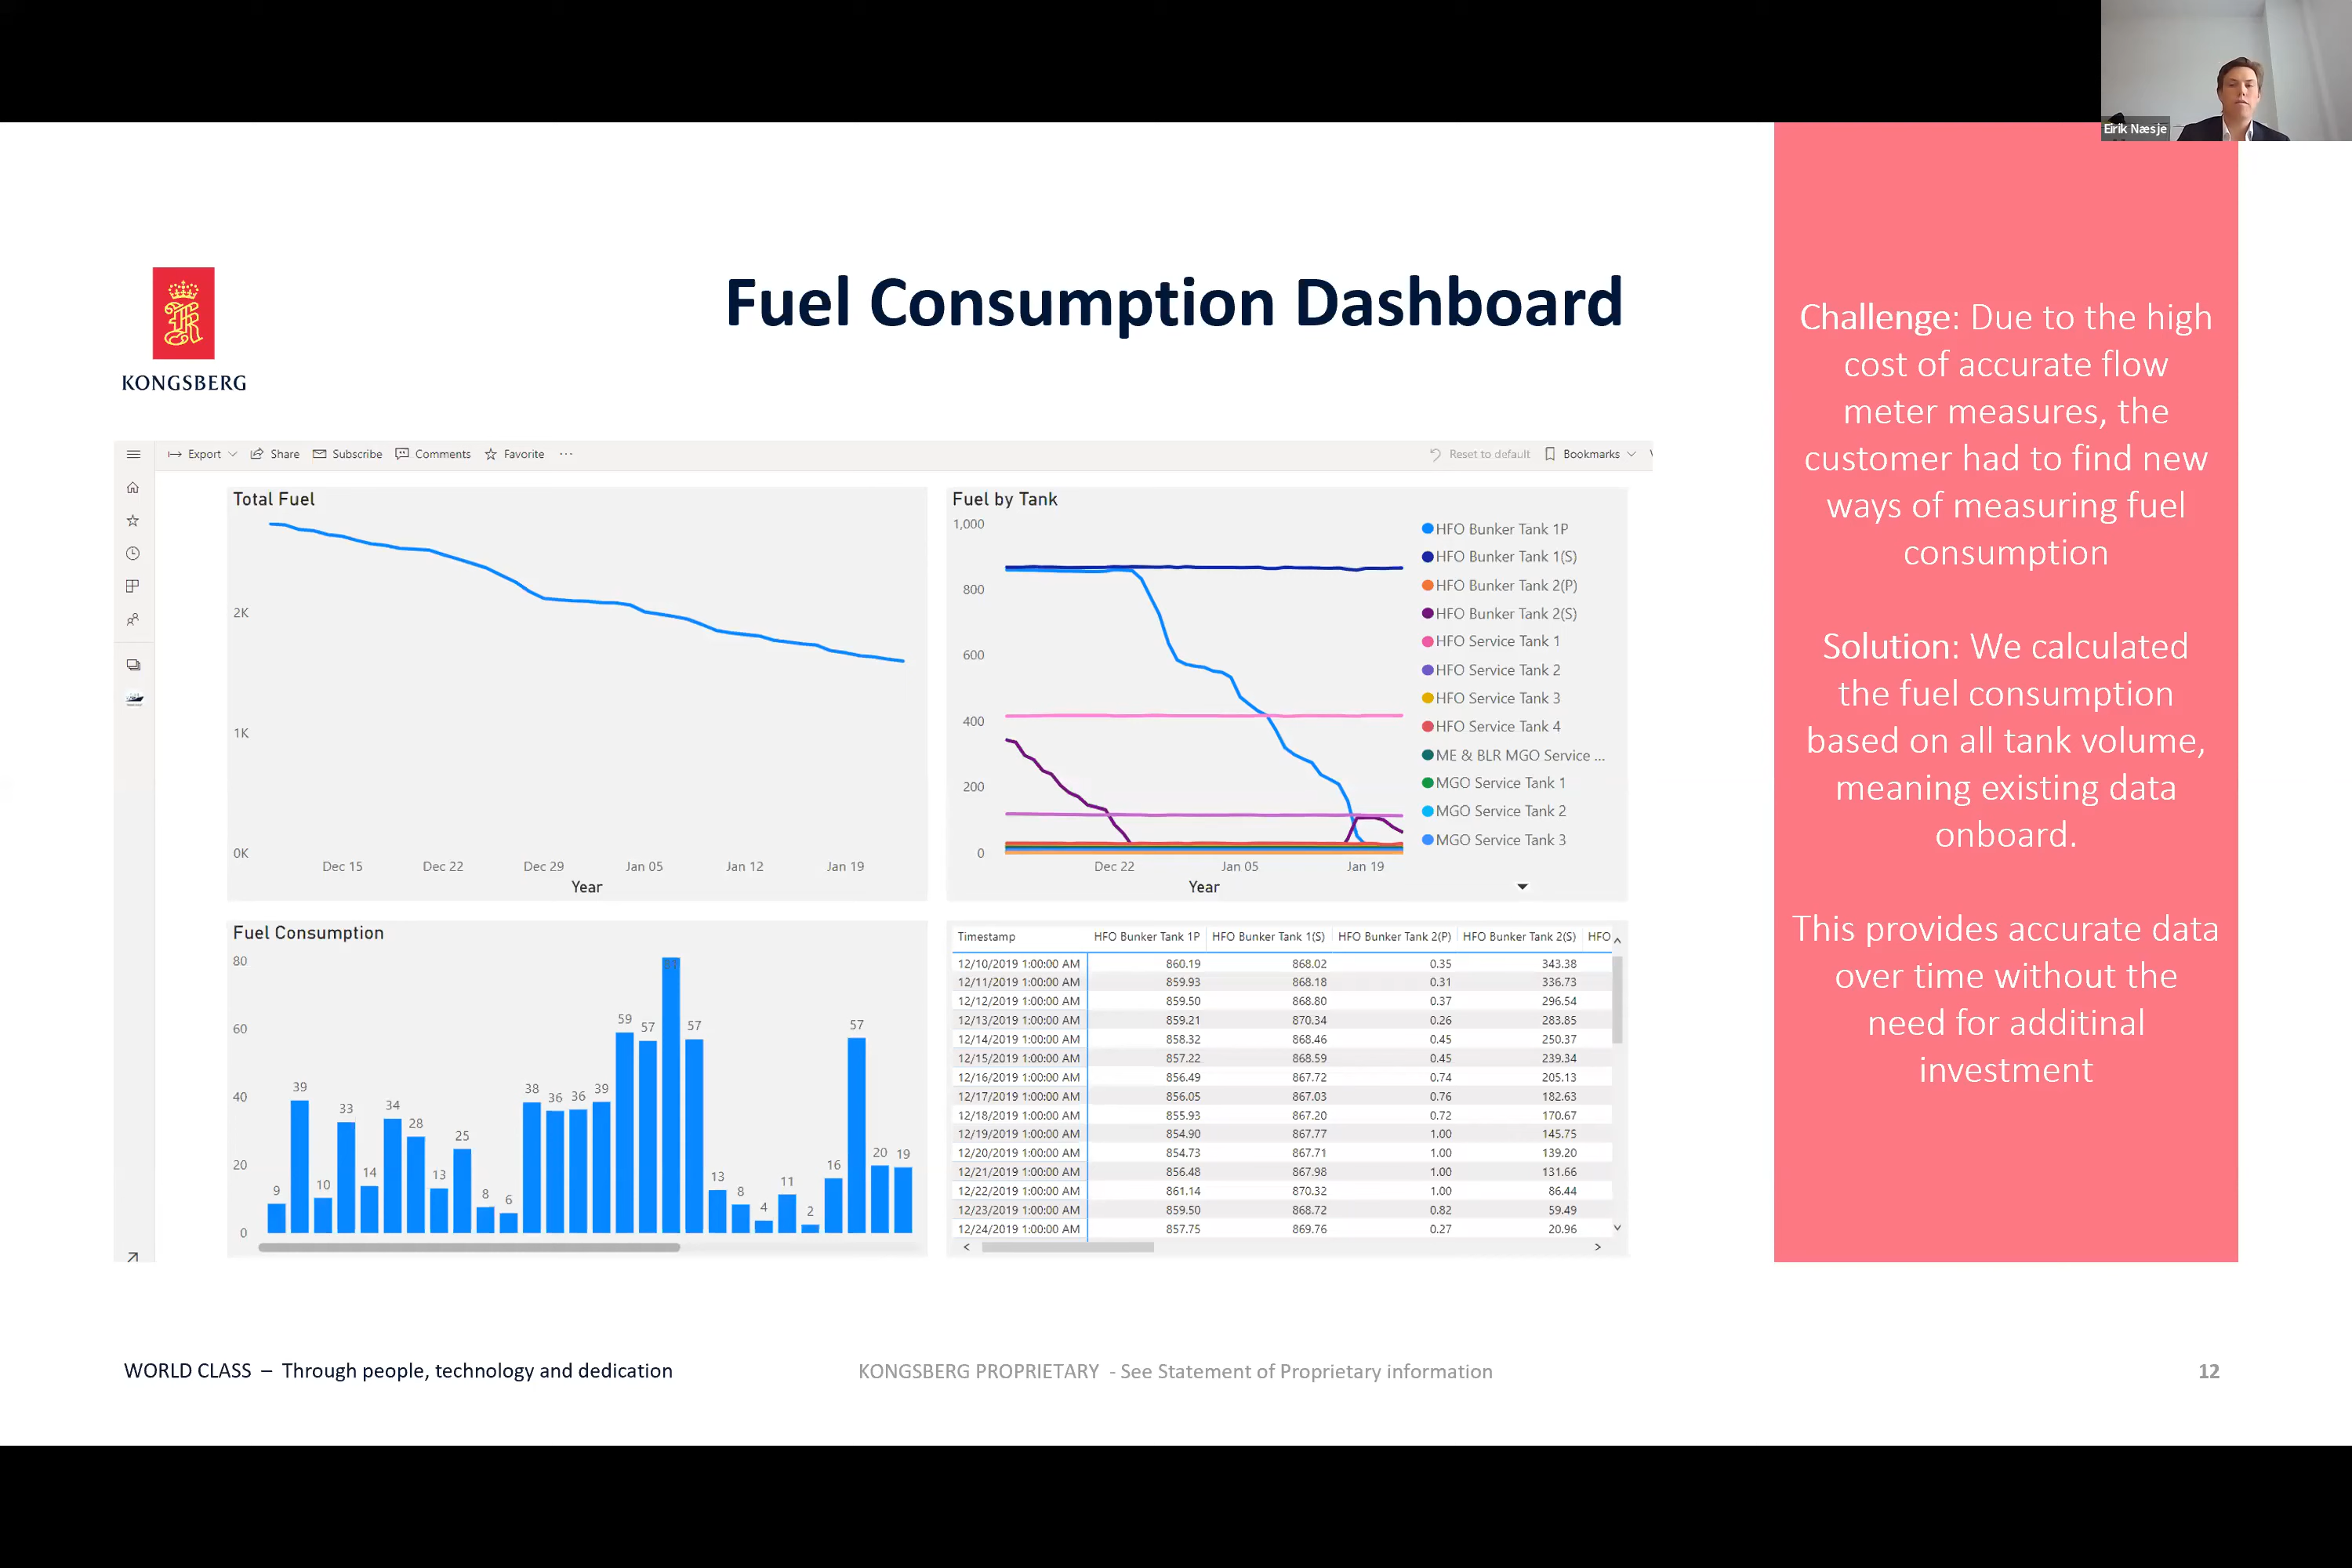 Eirik Næsje
Fuel Consumption Dashboard
KONGSBERG
Export
Share
Subscribe
Comments
Favorite
Reset to default
Bookmarks
Total Fuel
2K
1K
0K
Dec 15 Dec 22 Dec 29 Jan 05 Jan 12 Jan 19
Year
Fuel by Tank
1,000
800
600
400
200
0
Dec 22 Jan 05 Jan 19
Year
HFO Bunker Tank 1P
HFO Bunker Tank 1(S)
HFO Bunker Tank 2(P)
HFO Bunker Tank 2(S)
HFO Service Tank 1
HFO Service Tank 2
HFO Service Tank 3
HFO Service Tank 4
ME & BLR MGO Service ...
MGO Service Tank 1
MGO Service Tank 2
MGO Service Tank 3
Fuel Consumption
80
60
40
20
0
9 39 10 33 14 34 28 13 25 8 6 38 36 36 39 59 57 81 57 13 8 4 11 2 16 57 20 19
Timestamp HFO Bunker Tank 1P HFO Bunker Tank 1(S) HFO Bunker Tank 2(P) HFO Bunker Tank 2(S) HFO
12/10/2019 1:00:00 AM 860.19 868.02 0.35 343.38
12/11/2019 1:00:00 AM 859.93 868.18 0.31 336.73
12/12/2019 1:00:00 AM 859.50 868.80 0.37 296.54
12/13/2019 1:00:00 AM 859.21 870.34 0.26 283.85
12/14/2019 1:00:00 AM 858.32 868.46 0.45 250.37
12/15/2019 1:00:00 AM 857.22 868.59 0.45 239.34
12/16/2019 1:00:00 AM 856.49 867.72 0.74 205.13
12/17/2019 1:00:00 AM 856.05 867.03 0.76 182.63
12/18/2019 1:00:00 AM 855.93 867.20 0.72 170.67
12/19/2019 1:00:00 AM 854.90 867.77 1.00 145.75
12/20/2019 1:00:00 AM 854.73 867.71 1.00 139.20
12/21/2019 1:00:00 AM 856.48 867.98 1.00 131.66
12/22/2019 1:00:00 AM 861.14 870.32 1.00 86.44
12/23/2019 1:00:00 AM 859.50 868.72 0.82 59.49
12/24/2019 1:00:00 AM 857.75 869.76 0.27 20.96
Challenge: Due to the high
cost of accurate flow
meter measures, the
customer had to find new
ways of measuring fuel
consumption
Solution: We calculated
the fuel consumption
based on all tank volume,
meaning existing data
onboard.
This provides accurate data
over time without the
need for additinal
investment
WORLD CLASS – Through people, technology and dedication
KONGSBERG PROPRIETARY - See Statement of Proprietary information
12